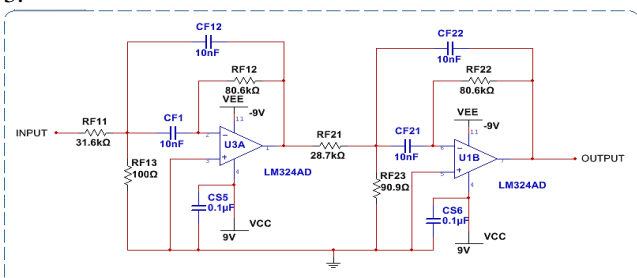 CF12
10nF
CF22
10nF
RF12
80.6kΩ
RF22
80.6kΩ
VEE
-9V
VEE
-9V
RF11
31.6kΩ
CF1
10nF
RF21
28.7kΩ
CF21
10nF
INPUT
2
11
U3A
1
3
4
6
11
U1B
7
5
4
OUTPUT
RF13
100Ω
LM324AD
RF23
90.9kΩ
LM324AD
CS5
0.1µF
CS6
0.1µF
VCC
9V
VCC
9V